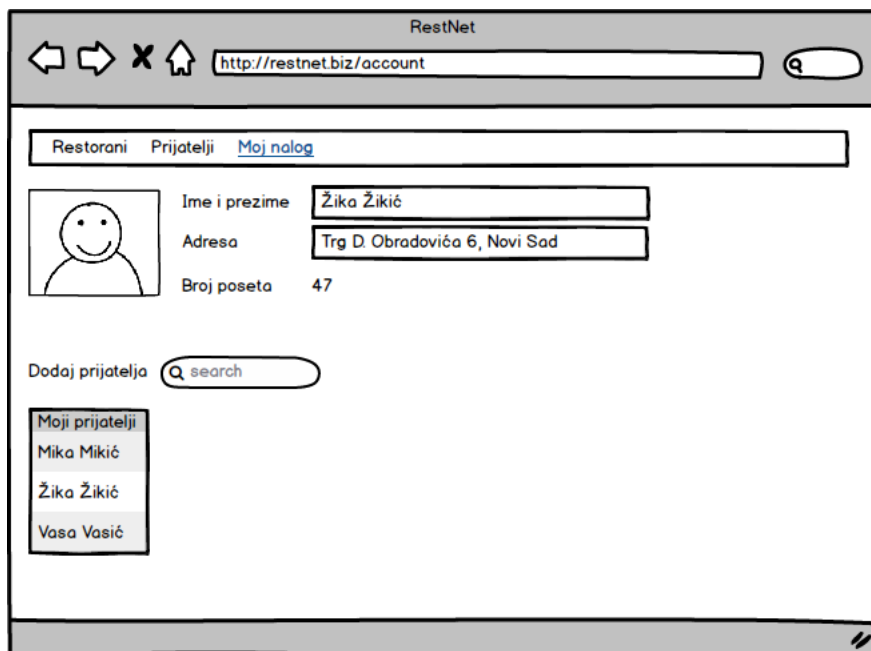 RestNet
http://restnet.biz/account
Restorani Prijatelji Moj nalog
Ime i prezime Žika Žikić
Adresa Trg D. Obradovića 6, Novi Sad
Broj poseta 47
Dodaj prijatelja search
Moji prijatelji
Mika Mikić
Žika Žikić
Vasa Vasić